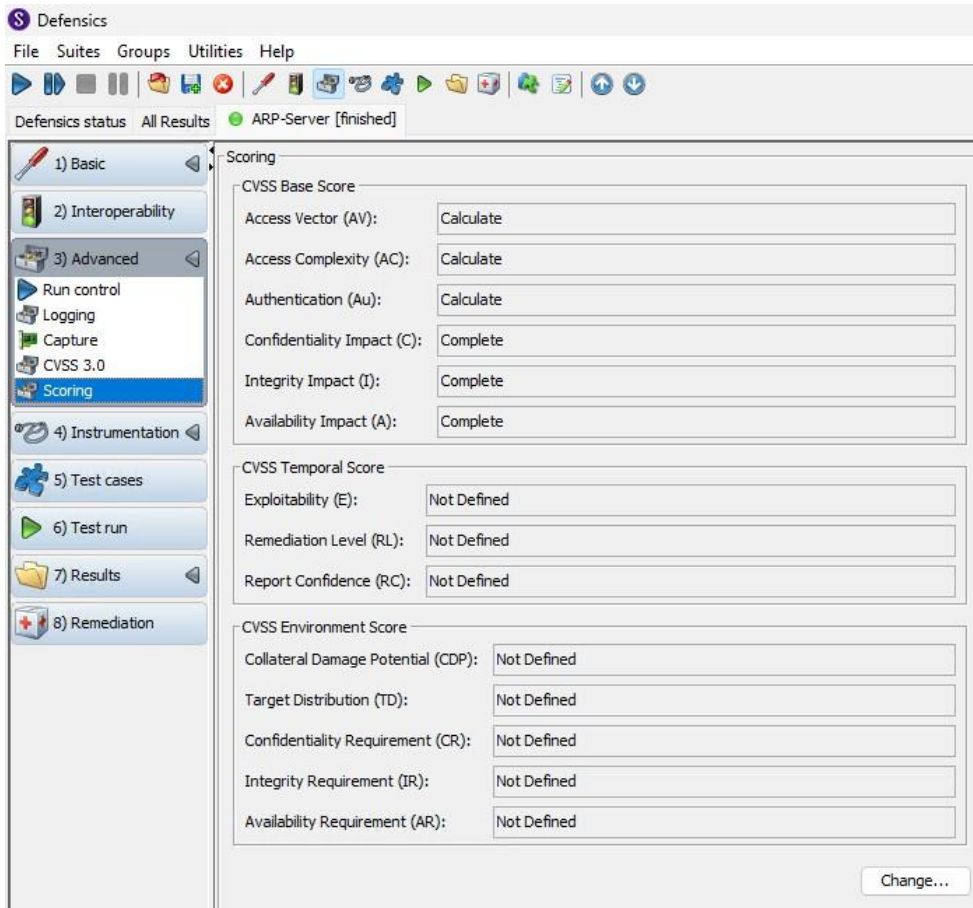 S Defensics
File Suites Groups Utilities Help
Defensics status All Results ARP-Server [finished]
1) Basic
2) Interoperability
3) Advanced
Run control
Logging
Capture
CVSS 3.0
Scoring
4) Instrumentation
5) Test cases
6) Test run
7) Results
8) Remediation
Scoring
CVSS Base Score
Access Vector (AV): Calculate
Access Complexity (AC): Calculate
Authentication (Au): Calculate
Confidentiality Impact (C): Complete
Integrity Impact (I): Complete
Availability Impact (A): Complete
CVSS Temporal Score
Exploitability (E): Not Defined
Remediation Level (RL): Not Defined
Report Confidence (RC): Not Defined
CVSS Environment Score
Collateral Damage Potential (CDP): Not Defined
Target Distribution (TD): Not Defined
Confidentiality Requirement (CR): Not Defined
Integrity Requirement (IR): Not Defined
Availability Requirement (AR): Not Defined
Change...